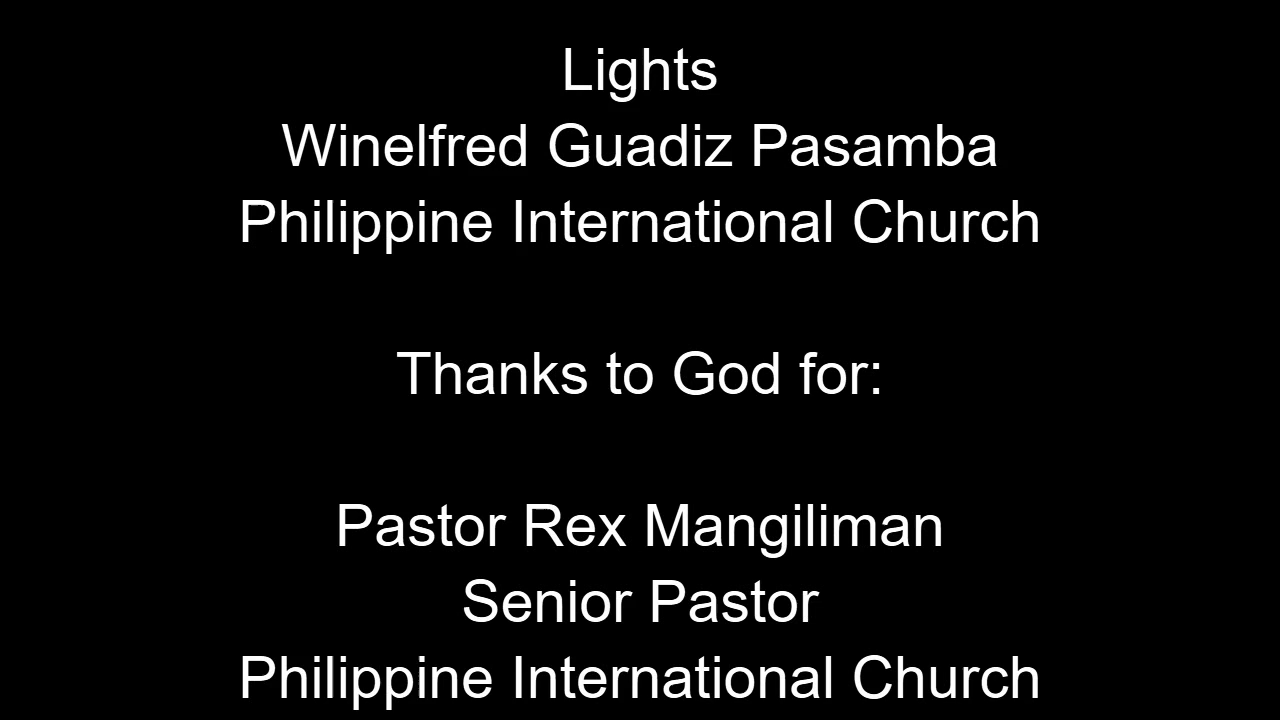 Lights
Winelfred Guadiz Pasamba
Philippine International Church
Thanks to God for:
Pastor Rex Mangiliman
Senior Pastor
Philippine International Church